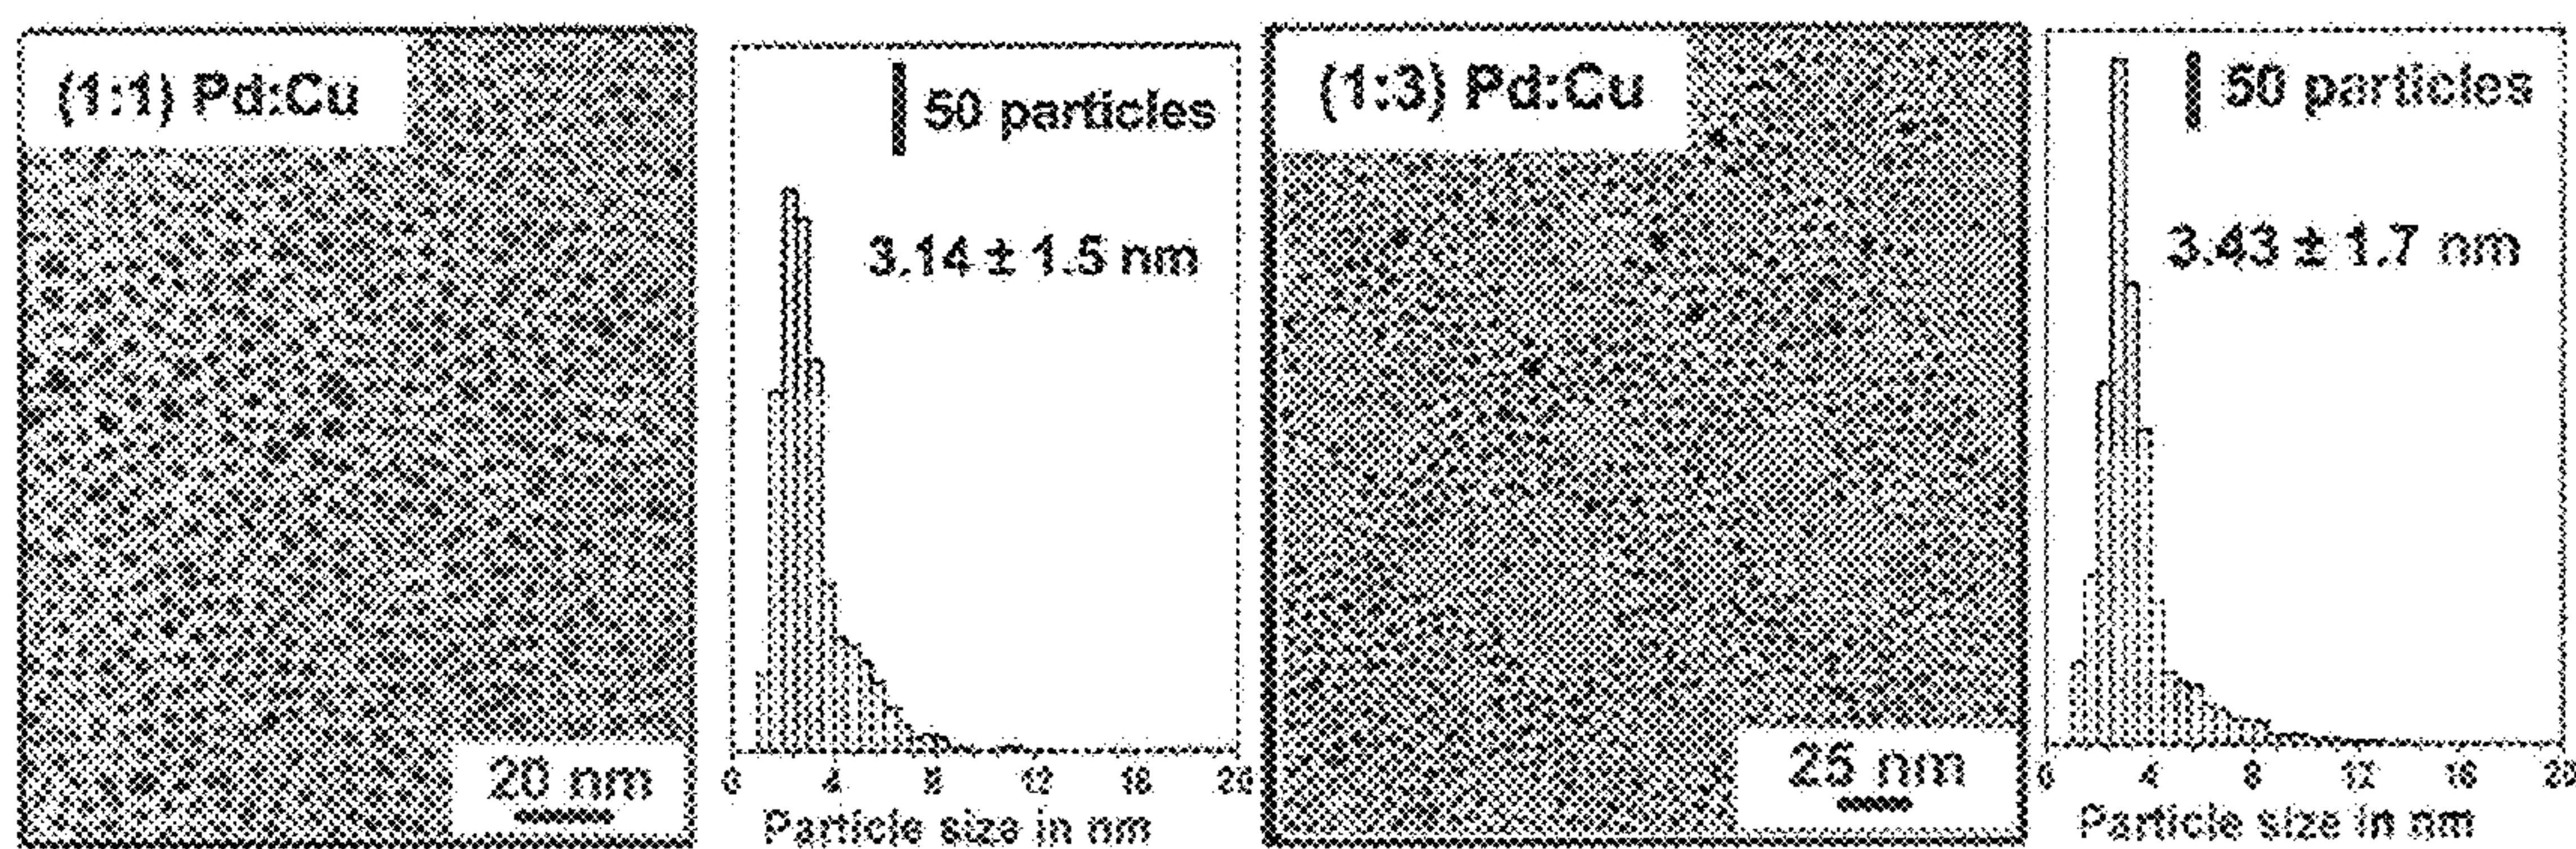 (1:1) Pd:Cu
20 nm
50 particles
3.14 ± 1.5 nm
0 4 8 12 16 20
Particle size in nm
(1:3) Pd:Cu
25 nm
50 particles
3.43 ± 1.7 nm
0 4 8 12 16 20
Particle size in nm